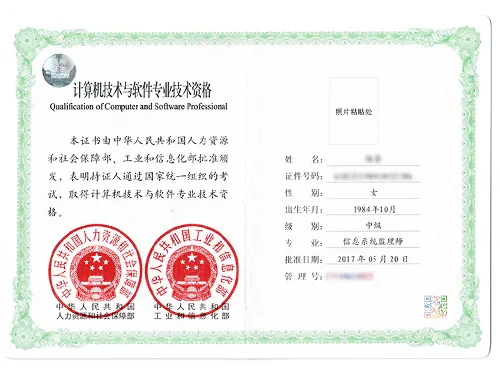 计算机技术与软件专业技术资格
Qualification of Computer and Software Professional
本证书由中华人民共和国人力资源
和社会保障部、工业和信息化部批准颁
发，表明持证人通过国家统一组织的考
试，取得计算机技术与软件专业技术资
格。
中华人民共和国人力资源和社会保障部
中华人民共和国工业和信息化部
中华人民共和国
人力资源和社会保障部
中华人民共和国
工业和信息化部
照片粘贴处
姓 名：
证件号码：
性 别： 女
出生年月： 1984年10月
级 别： 中级
专 业： 信息系统监理师
批准日期： 2017年05月20日
管 理 号：